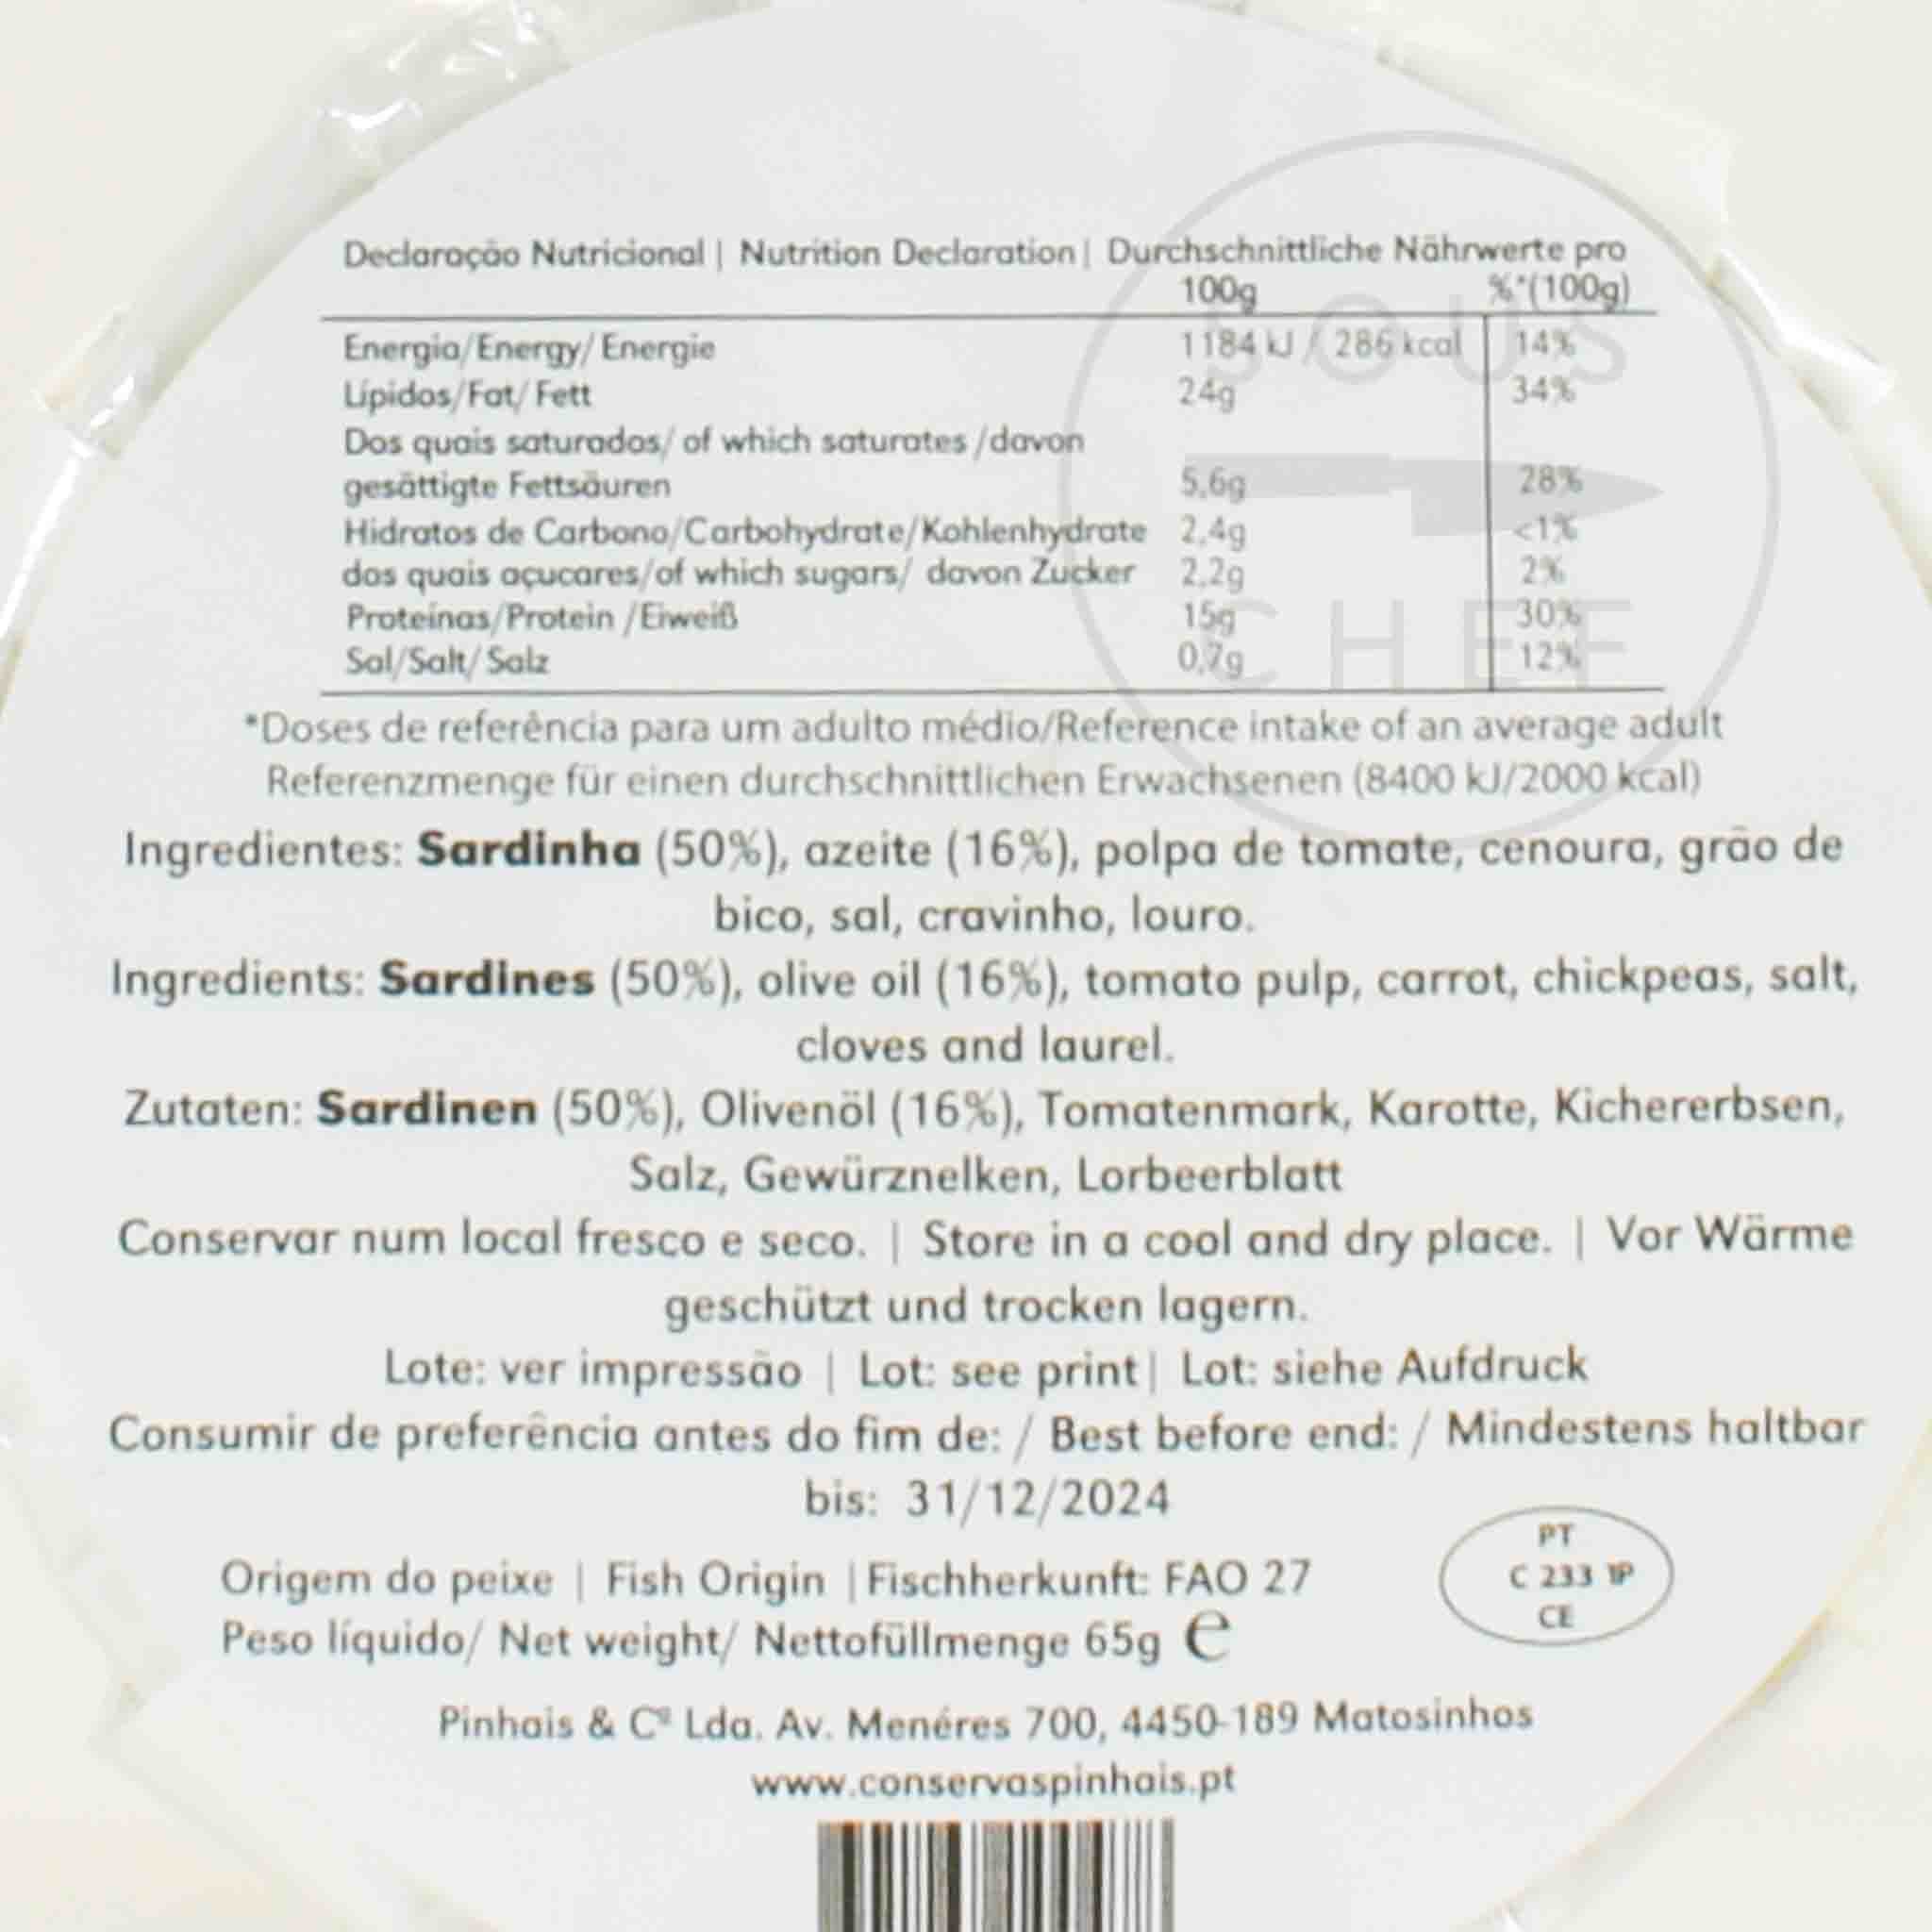 Declaração Nutricional | Nutrition Declaration | Durchschnittliche Nährwerte pro
100g %*(100g)
Energia/Energy/ Energie 1184 kJ / 286 kcal 14%
Lípidos/Fat/ Fett 24g 34%
Dos quais saturados/ of which saturates /davon
gesättigte Fettsäuren 5,6g 28%
Hidratos de Carbono/Carbohydrate/Kohlenhydrate 2,4g <1%
dos quais açucares/of which sugars/ davon Zucker 2,2g 2%
Proteínas/Protein /Eiweiß 15g 30%
Sal/Salt/ Salz 0,7g 12%
SOUS
CHEF
*Doses de referência para um adulto médio/Reference intake of an average adult
Referenzmenge für einen durchschnittlichen Erwachsenen (8400 kJ/2000 kcal)
Ingredientes: Sardinha (50%), azeite (16%), polpa de tomate, cenoura, grão de
bico, sal, cravinho, louro.
Ingredients: Sardines (50%), olive oil (16%), tomato pulp, carrot, chickpeas, salt,
cloves and laurel.
Zutaten: Sardinen (50%), Olivenöl (16%), Tomatenmark, Karotte, Kichererbsen,
Salz, Gewürznelken, Lorbeerblatt
Conservar num local fresco e seco. | Store in a cool and dry place. | Vor Wärme
geschützt und trocken lagern.
Lote: ver impressão | Lot: see print| Lot: siehe Aufdruck
Consumir de preferência antes do fim de: / Best before end: / Mindestens haltbar
bis: 31/12/2024
Origem do peixe | Fish Origin | Fischherkunft: FAO 27
Peso líquido/ Net weight/ Nettofüllmenge 65g ℮
PT
C 233 1P
CE
Pinhais & Cª Lda. Av. Menéres 700, 4450-189 Matosinhos
www.conservaspinhais.pt